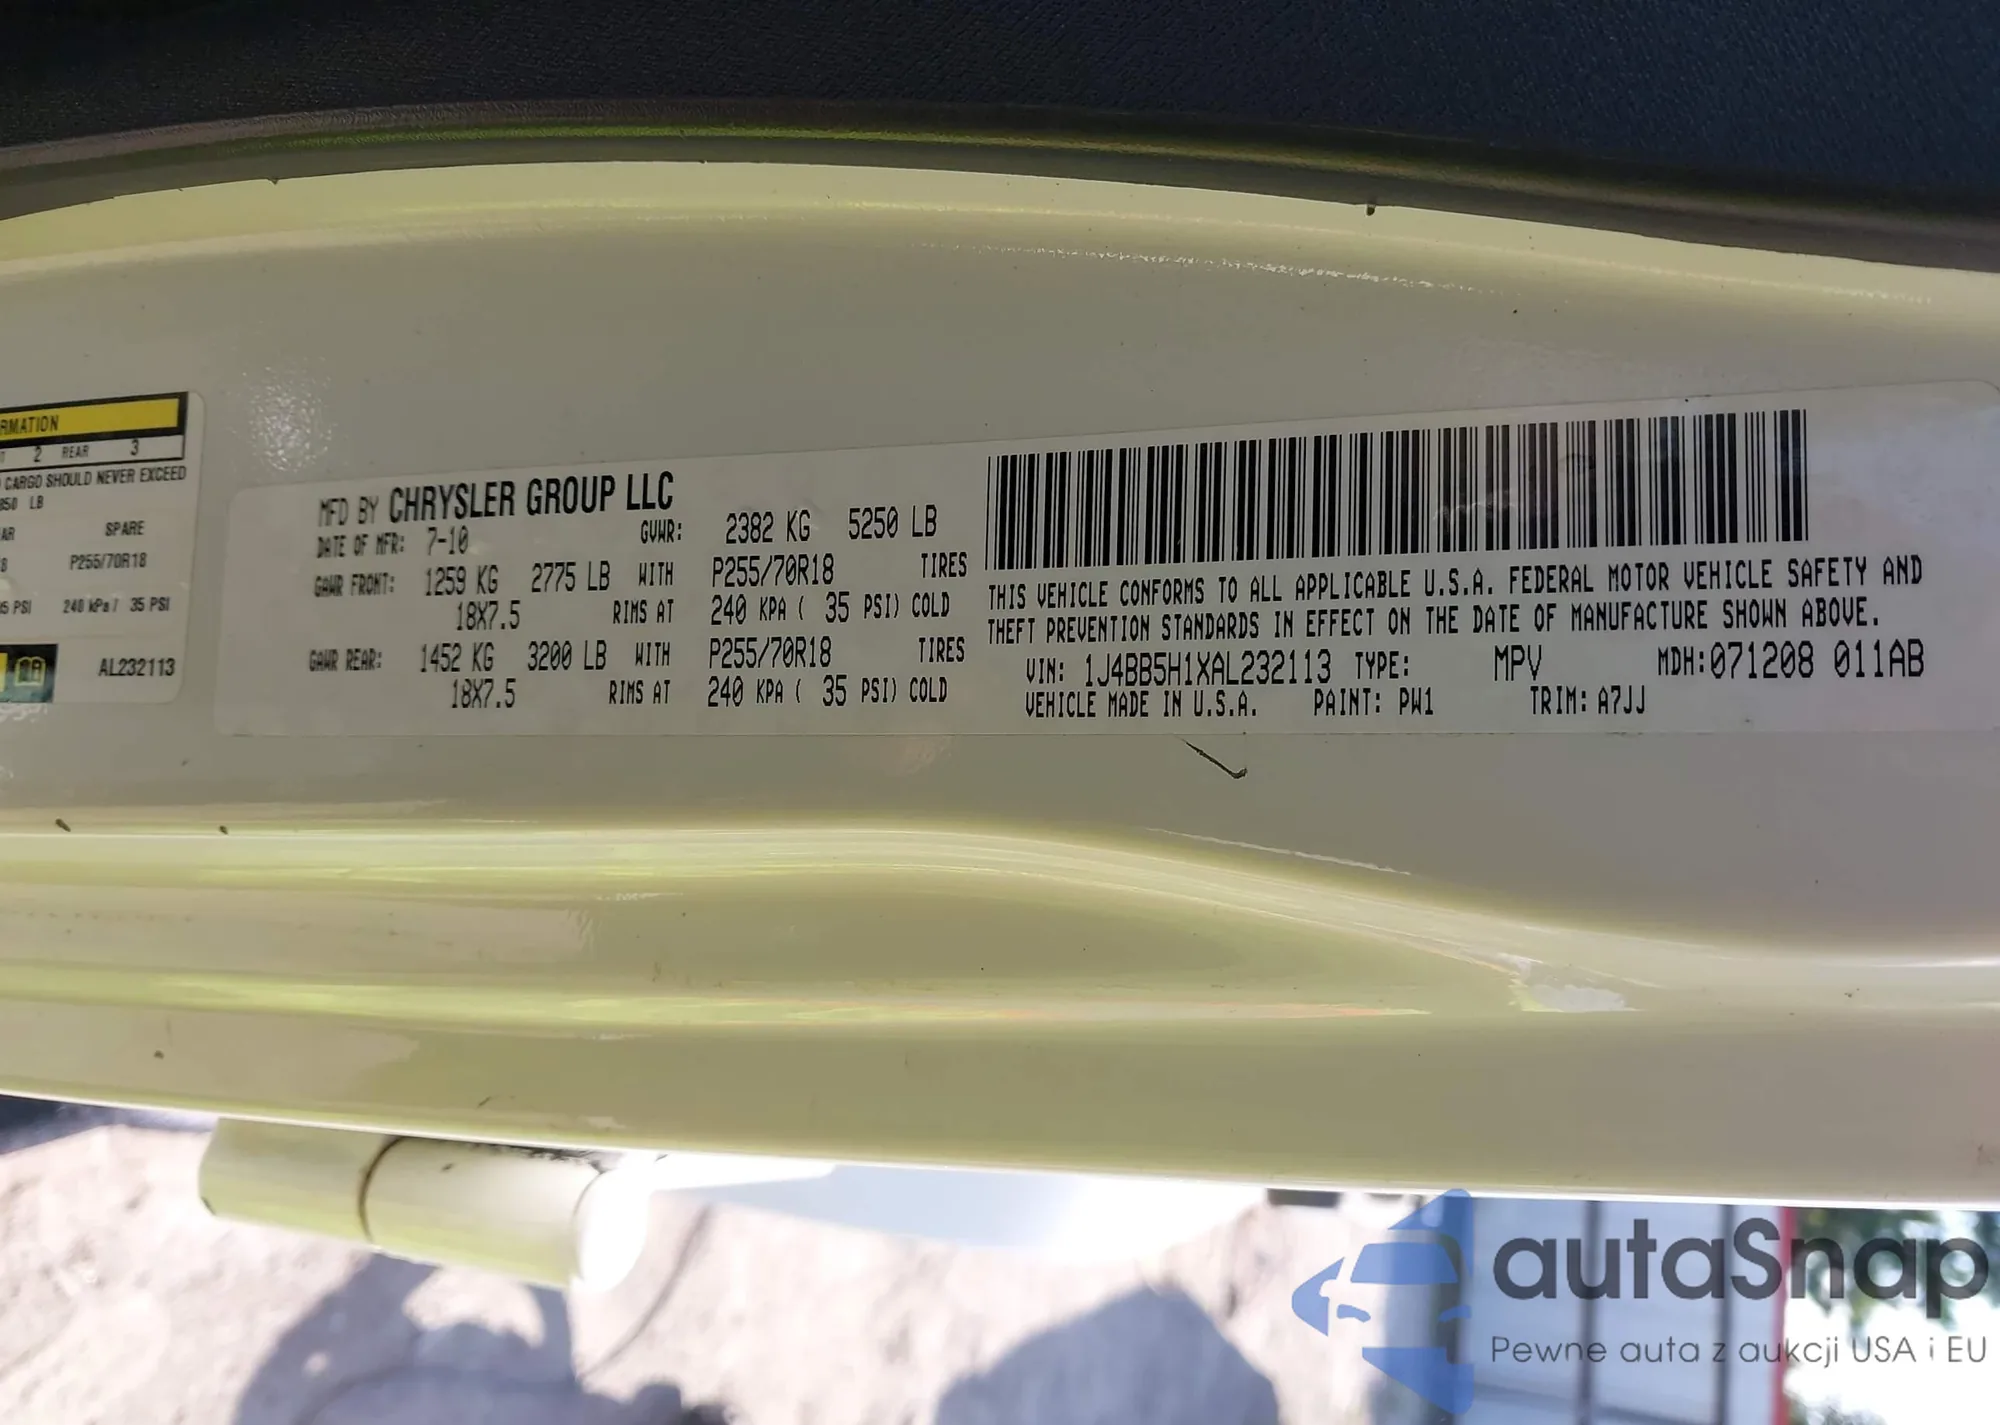 RMATION
2 REAR 3
CARGO SHOULD NEVER EXCEED
850 LB
AR SPARE
8 P255/70R18
35 PSI 240 kPa / 35 PSI
AL232113
MFD BY CHRYSLER GROUP LLC
DATE OF MFR: 7-10 GVWR: 2382 KG 5250 LB
GAWR FRONT: 1259 KG 2775 LB WITH P255/70R18 TIRES
18X7.5 RIMS AT 240 KPA ( 35 PSI) COLD
GAWR REAR: 1452 KG 3200 LB WITH P255/70R18 TIRES
18X7.5 RIMS AT 240 KPA ( 35 PSI) COLD
THIS VEHICLE CONFORMS TO ALL APPLICABLE U.S.A. FEDERAL MOTOR VEHICLE SAFETY AND
THEFT PREVENTION STANDARDS IN EFFECT ON THE DATE OF MANUFACTURE SHOWN ABOVE.
VIN: 1J4BB5H1XAL232113 TYPE: MPV MDH:071208 011AB
VEHICLE MADE IN U.S.A. PAINT: PW1 TRIM: A7JJ
autaSnap
Pewne auta z aukcji USA i EU